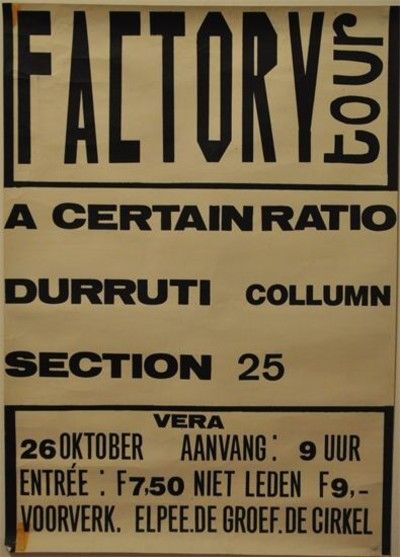 FACTORY tour
A CERTAIN RATIO
DURRUTI COLLUMN
SECTION 25
VERA
26 OKTOBER AANVANG: 9 UUR
ENTRÉE: F7,50 NIET LEDEN F9,-
VOORVERK. ELPEE.DE GROEF.DE CIRKEL